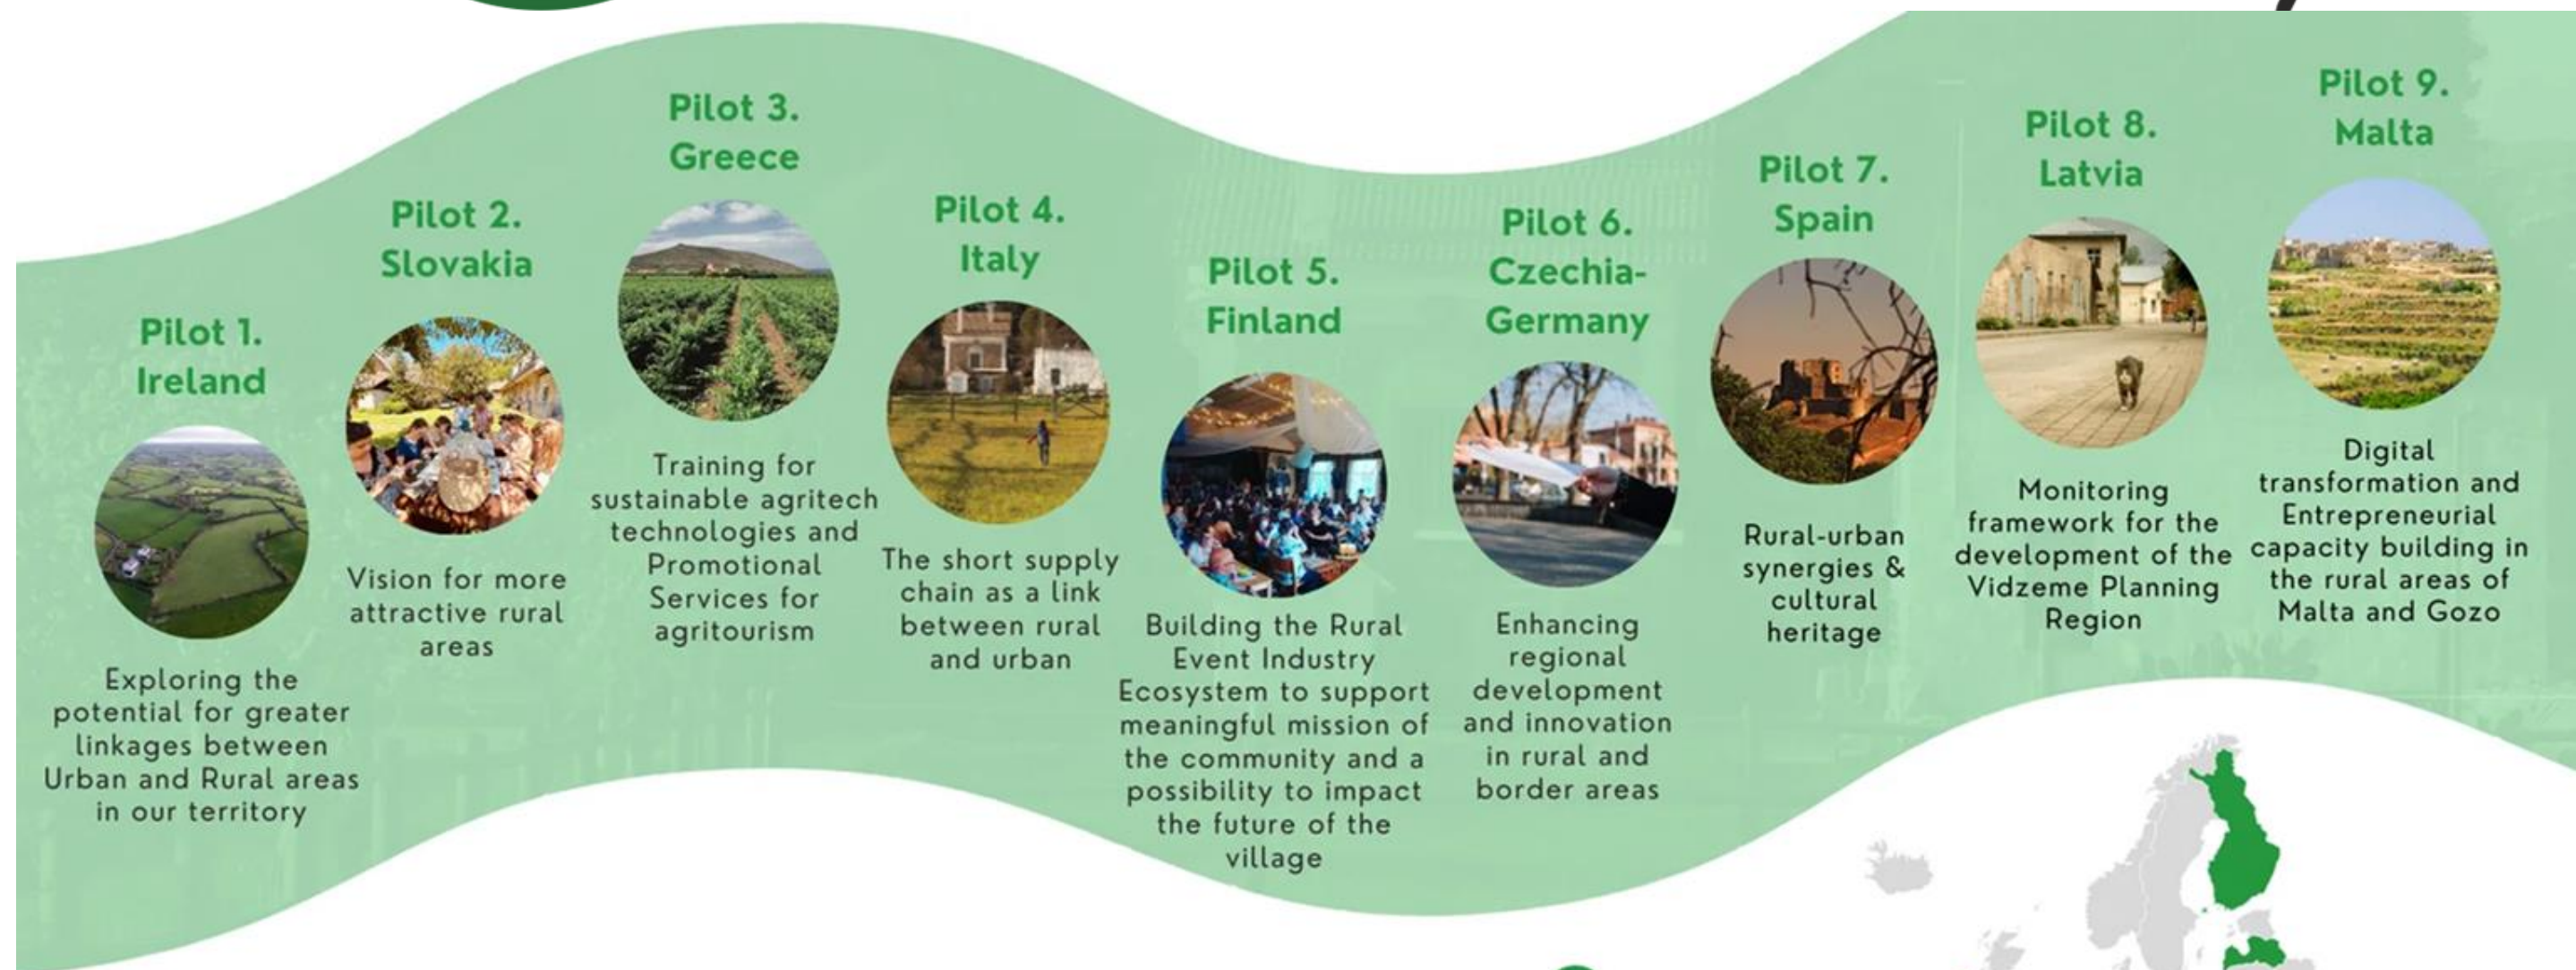 Pilot 1.
Ireland
Exploring the
potential for greater
linkages between
Urban and Rural areas
in our territory
Pilot 2.
Slovakia
Vision for more
attractive rural
areas
Pilot 3.
Greece
Training for
sustainable agritech
technologies and
Promotional
Services for
agritourism
Pilot 4.
Italy
The short supply
chain as a link
between rural
and urban
Pilot 5.
Finland
Building the Rural
Event Industry
Ecosystem to support
meaningful mission of
the community and a
possibility to impact
the future of the
village
Pilot 6.
Czechia-
Germany
Enhancing
regional
development
and innovation
in rural and
border areas
Pilot 7.
Spain
Rural-urban
synergies &
cultural
heritage
Pilot 8.
Latvia
Monitoring
framework for the
development of the
Vidzeme Planning
Region
Pilot 9.
Malta
Digital
transformation and
Entrepreneurial
capacity building in
the rural areas of
Malta and Gozo